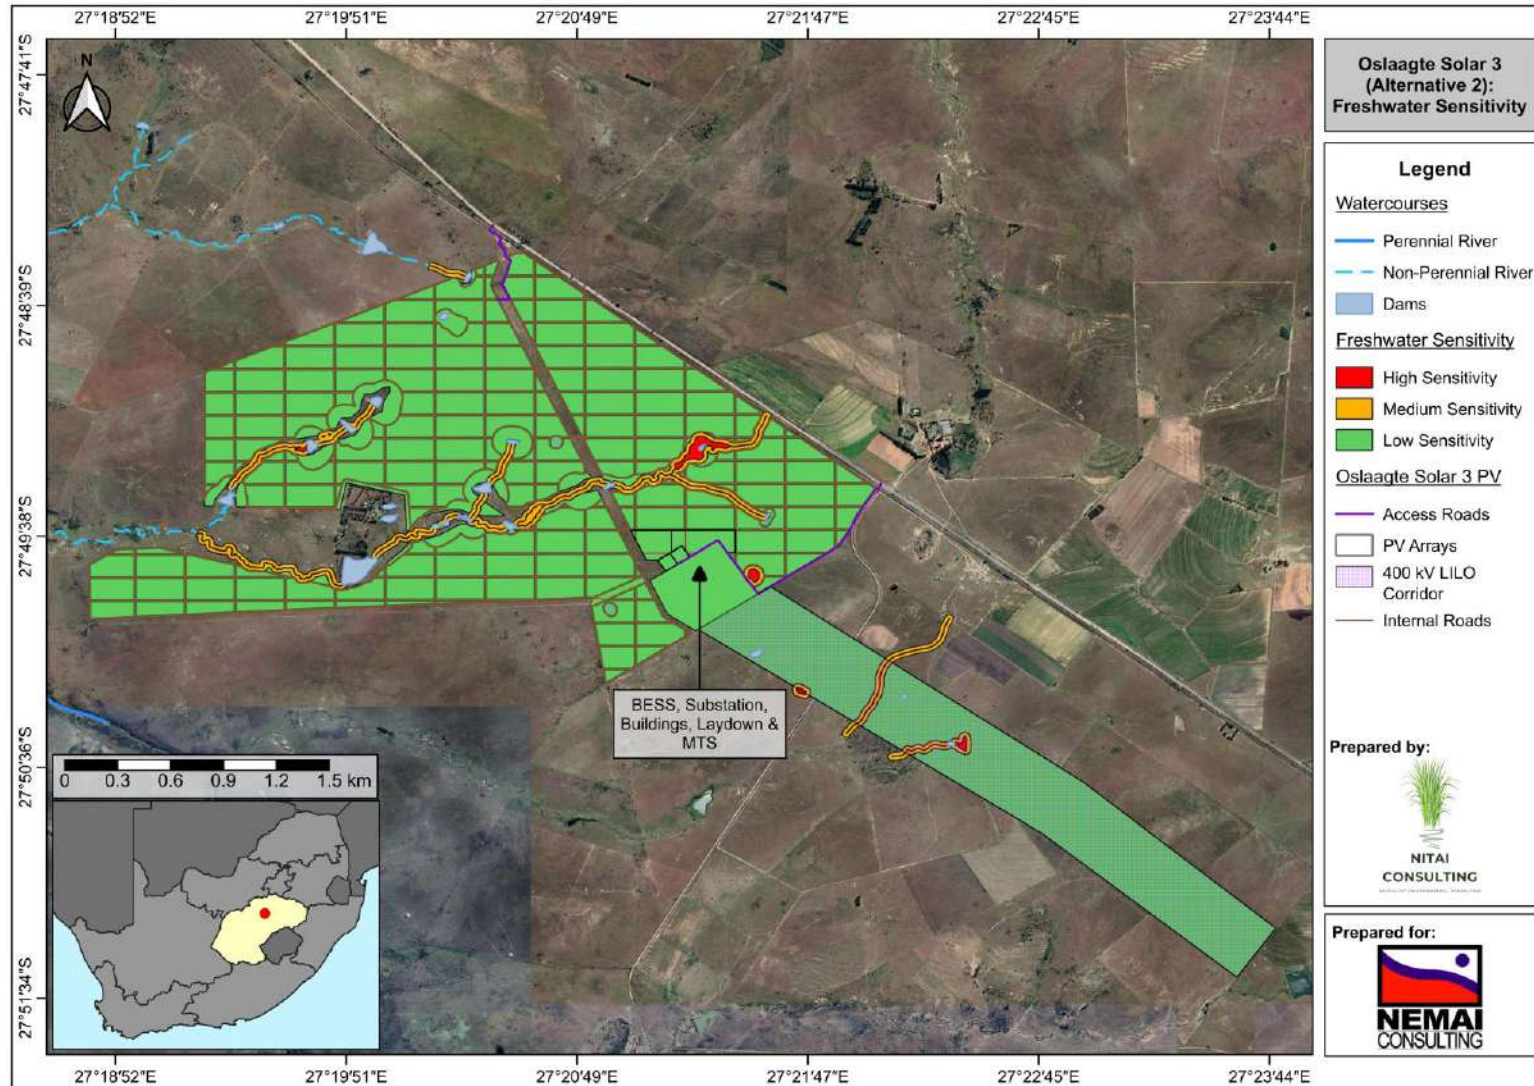 27°18'52"E 27°19'51"E 27°20'49"E 27°21'47"E 27°22'45"E 27°23'44"E
27°47'41"S
27°48'39"S
27°49'38"S
27°50'36"S
27°51'34"S
N
BESS, Substation,
Buildings, Laydown &
MTS
0 0.3 0.6 0.9 1.2 1.5 km
27°18'52"E 27°19'51"E 27°20'49"E 27°21'47"E 27°22'45"E 27°23'44"E
Oslaagte Solar 3
(Alternative 2):
Freshwater Sensitivity
Legend
Watercourses
Perennial River
Non-Perennial River
Dams
Freshwater Sensitivity
High Sensitivity
Medium Sensitivity
Low Sensitivity
Oslaagte Solar 3 PV
Access Roads
PV Arrays
400 kV LILO
Corridor
Internal Roads
Prepared by:
NITAI
CONSULTING
Prepared for:
NEMAI
CONSULTING